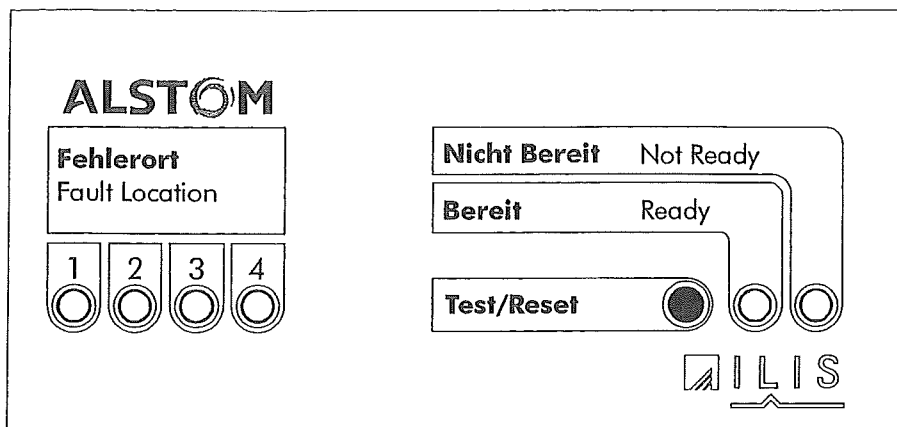 ALSTOM
Fehlerort
Fault Location
1 2 3 4
Nicht Bereit Not Ready
Bereit Ready
Test/Reset
ILIS